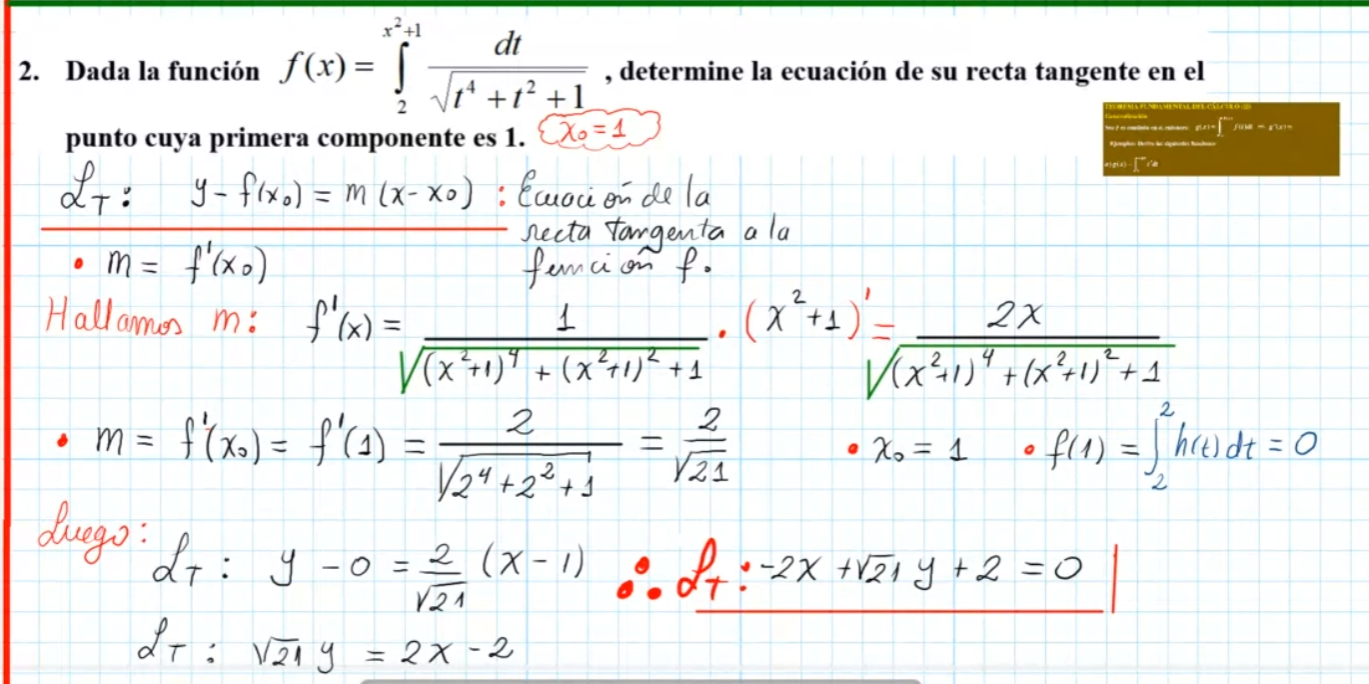 2. Dada la función f(x) = ∫₂^(x²+1) dt / √(t⁴ + t² + 1) , determine la ecuación de su recta tangente en el
punto cuya primera componente es 1. x₀ = 1
TEOREMA FUNDAMENTAL DEL CÁLCULO (II)
Generalización
L_T : y - f(x₀) = m (x - x₀) : Ecuación de la
recta tangenta a la
función f.
• m = f'(x₀)
Hallamos m: f'(x) = 1 / √((x²+1)⁴ + (x²+1)² + 1) · (x² + 1)' = 2x / √((x²+1)⁴ + (x²+1)² + 1)
• m = f'(x₀) = f'(1) = 2 / √(2⁴ + 2² + 1) = 2 / √21 • x₀ = 1 • f(1) = ∫₂² h(t) dt = 0
Luego:
L_T : y - 0 = 2/√21 (x - 1) ∴ L_T : -2x + √21 y + 2 = 0
L_T : √21 y = 2x - 2